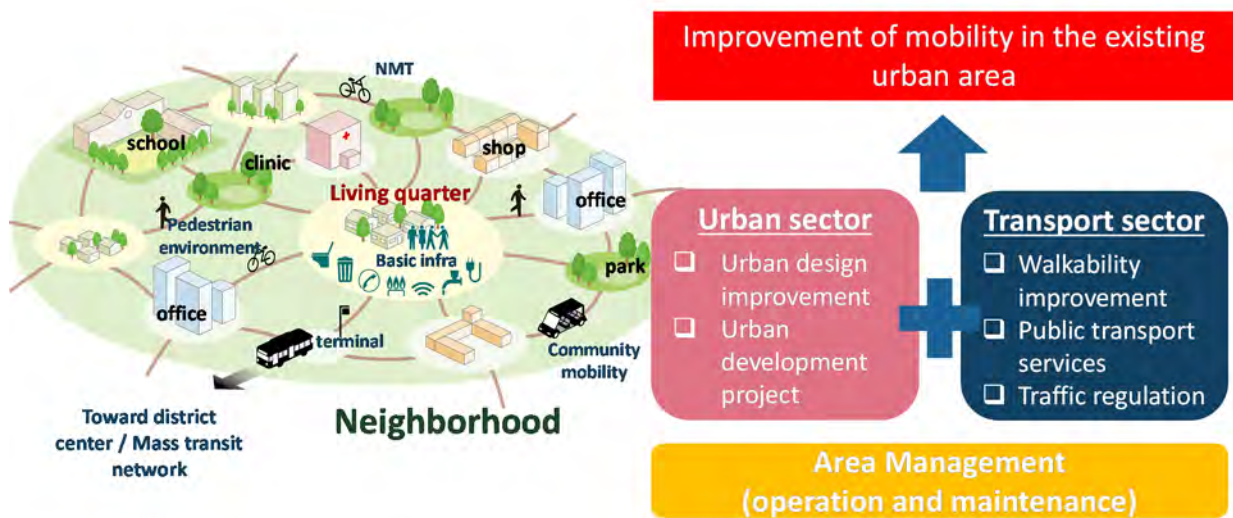 NMT
school
clinic
shop
Living quarter
office
Pedestrian
environment
Basic infra
park
office
terminal
Community
mobility
Neighborhood
Toward district
center / Mass transit
network
Improvement of mobility in the existing
urban area
Urban sector
❑ Urban design
improvement
❑ Urban
development
project
Transport sector
❑ Walkability
improvement
❑ Public transport
services
❑ Traffic regulation
Area Management
(operation and maintenance)